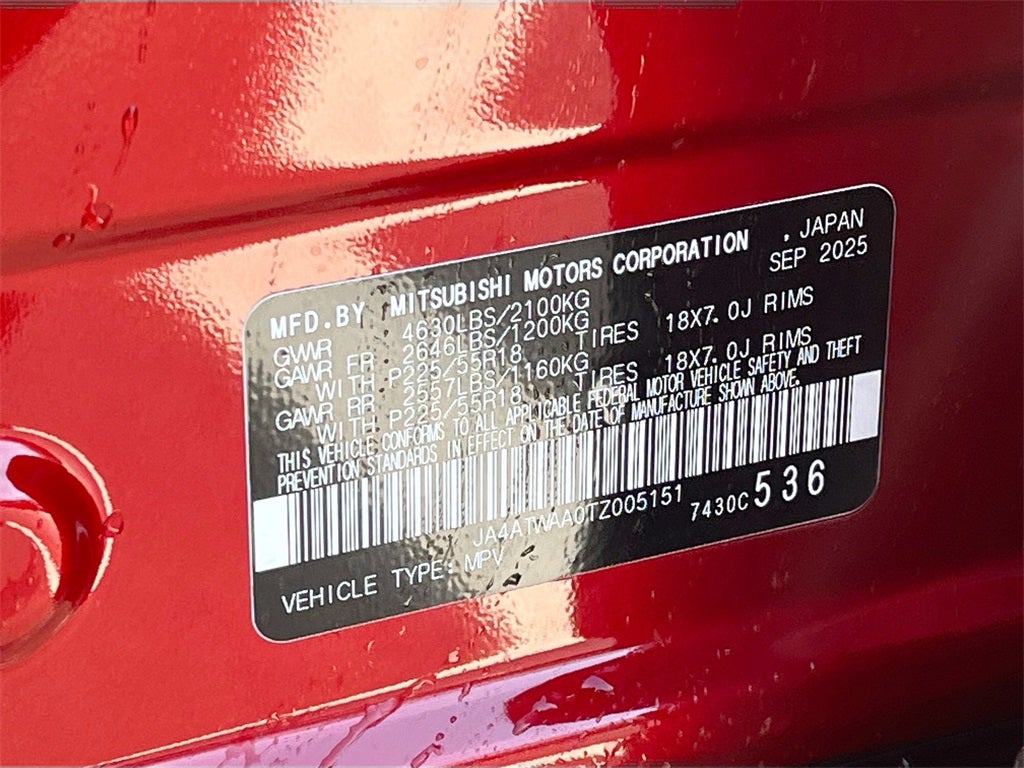 MFD.BY MITSUBISHI MOTORS CORPORATION , JAPAN
SEP 2025
GVWR 4630LBS/2100KG
GAWR FR 2646LBS/1200KG
WITH P225/55R18 TIRES 18X7.0J RIMS
GAWR RR 2557LBS/1160KG
WITH P225/55R18 TIRES 18X7.0J RIMS
THIS VEHICLE CONFORMS TO ALL APPLICABLE FEDERAL MOTOR VEHICLE SAFETY AND THEFT
PREVENTION STANDARDS IN EFFECT ON THE DATE OF MANUFACTURE SHOWN ABOVE.
JA4ATWAA0TZ005151 7430C 536
VEHICLE TYPE: MPV